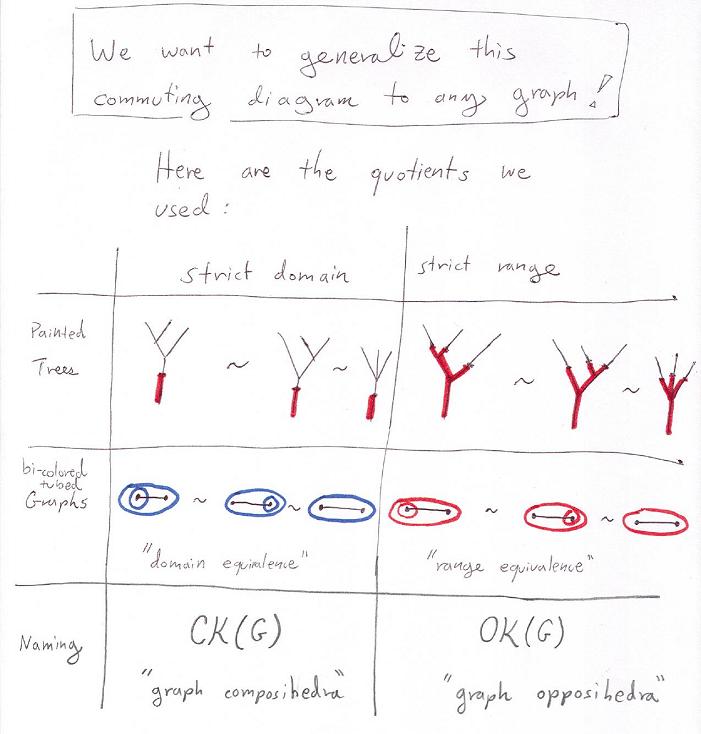 We want to generalize this
commuting diagram to any graph!
Here are the quotients we
used :
strict domain
strict range
Painted
Trees
~ ~
~ ~
bi-colored
tubed
Graphs
~ ~
~ ~
"domain equivalence"
"range equivalence"
Naming
CK(G)
OK(G)
"graph composihedra"
"graph opposihedra"